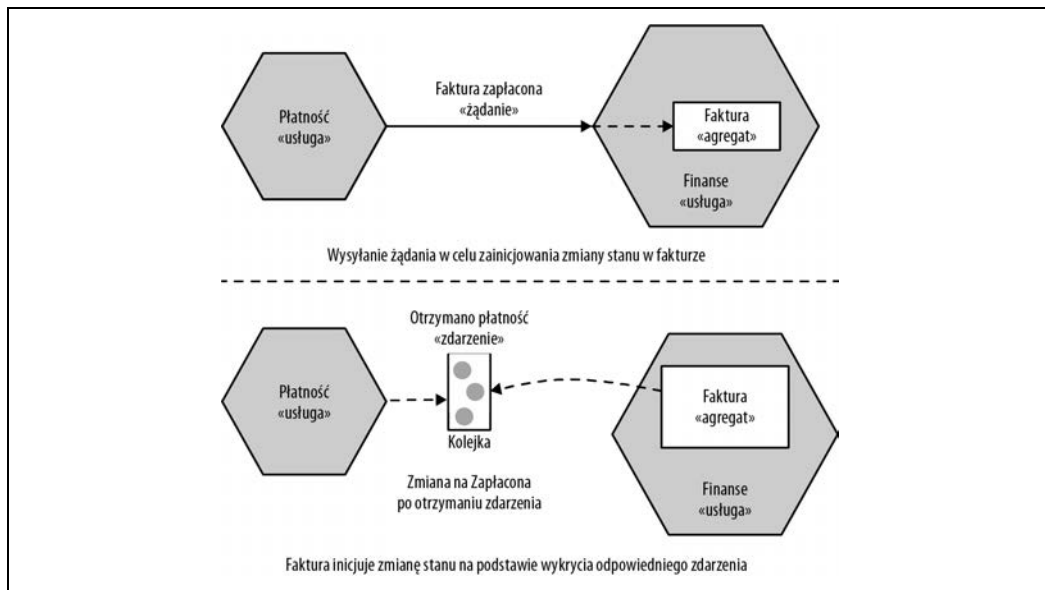 Faktura zapłacona
«żądanie»
Płatność
«usługa»
Faktura
«agregat»
Finanse
«usługa»
Wysyłanie żądania w celu zainicjowania zmiany stanu w fakturze
Otrzymano płatność
«zdarzenie»
Płatność
«usługa»
Faktura
«agregat»
Kolejka
Zmiana na Zapłacona
po otrzymaniu zdarzenia
Finanse
«usługa»
Faktura inicjuje zmianę stanu na podstawie wykrycia odpowiedniego zdarzenia